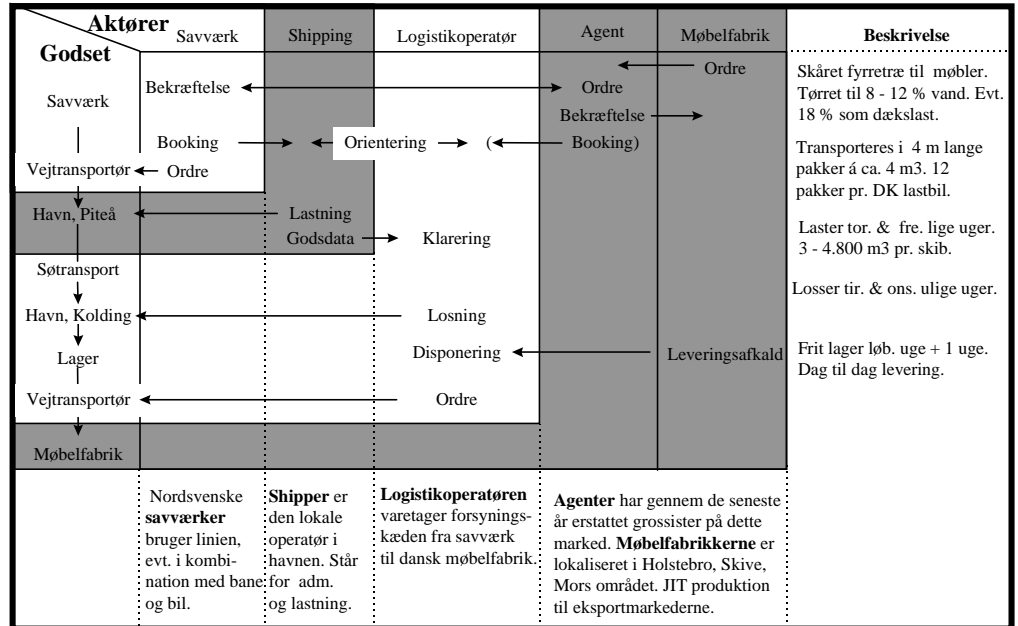 Aktører
Godset
Savværk
Shipping
Logistikoperatør
Agent
Møbelfabrik
Beskrivelse
Ordre
Skåret fyrretræ til møbler.
Savværk
Bekræftelse
Ordre
Tørret til 8 - 12 % vand. Evt.
Bekræftelse
18 % som dækslast.
Booking
Orientering
(
Booking)
Transporteres i 4 m lange
Vejtransportør
Ordre
pakker á ca. 4 m3. 12
pakker pr. DK lastbil.
Havn, Piteå
Lastning
Laster tor. & fre. lige uger.
Godsdata
Klarering
3 - 4.800 m3 pr. skib.
Søtransport
Losser tir. & ons. ulige uger.
Havn, Kolding
Losning
Lager
Disponering
Leveringsafkald
Frit lager løb. uge + 1 uge.
Dag til dag levering.
Vejtransportør
Ordre
Møbelfabrik
Nordsvenske
savværker
bruger linien,
evt. i kombi-
nation med bane
og bil.
Shipper er
den lokale
operatør i
havnen. Står
for adm.
og lastning.
Logistikoperatøren
varetager forsynings-
kæden fra savværk
til dansk møbelfabrik.
Agenter har gennem de seneste
år erstattet grossister på dette
marked. Møbelfabrikkerne er
lokaliseret i Holstebro, Skive,
Mors området. JIT produktion
til eksportmarkederne.